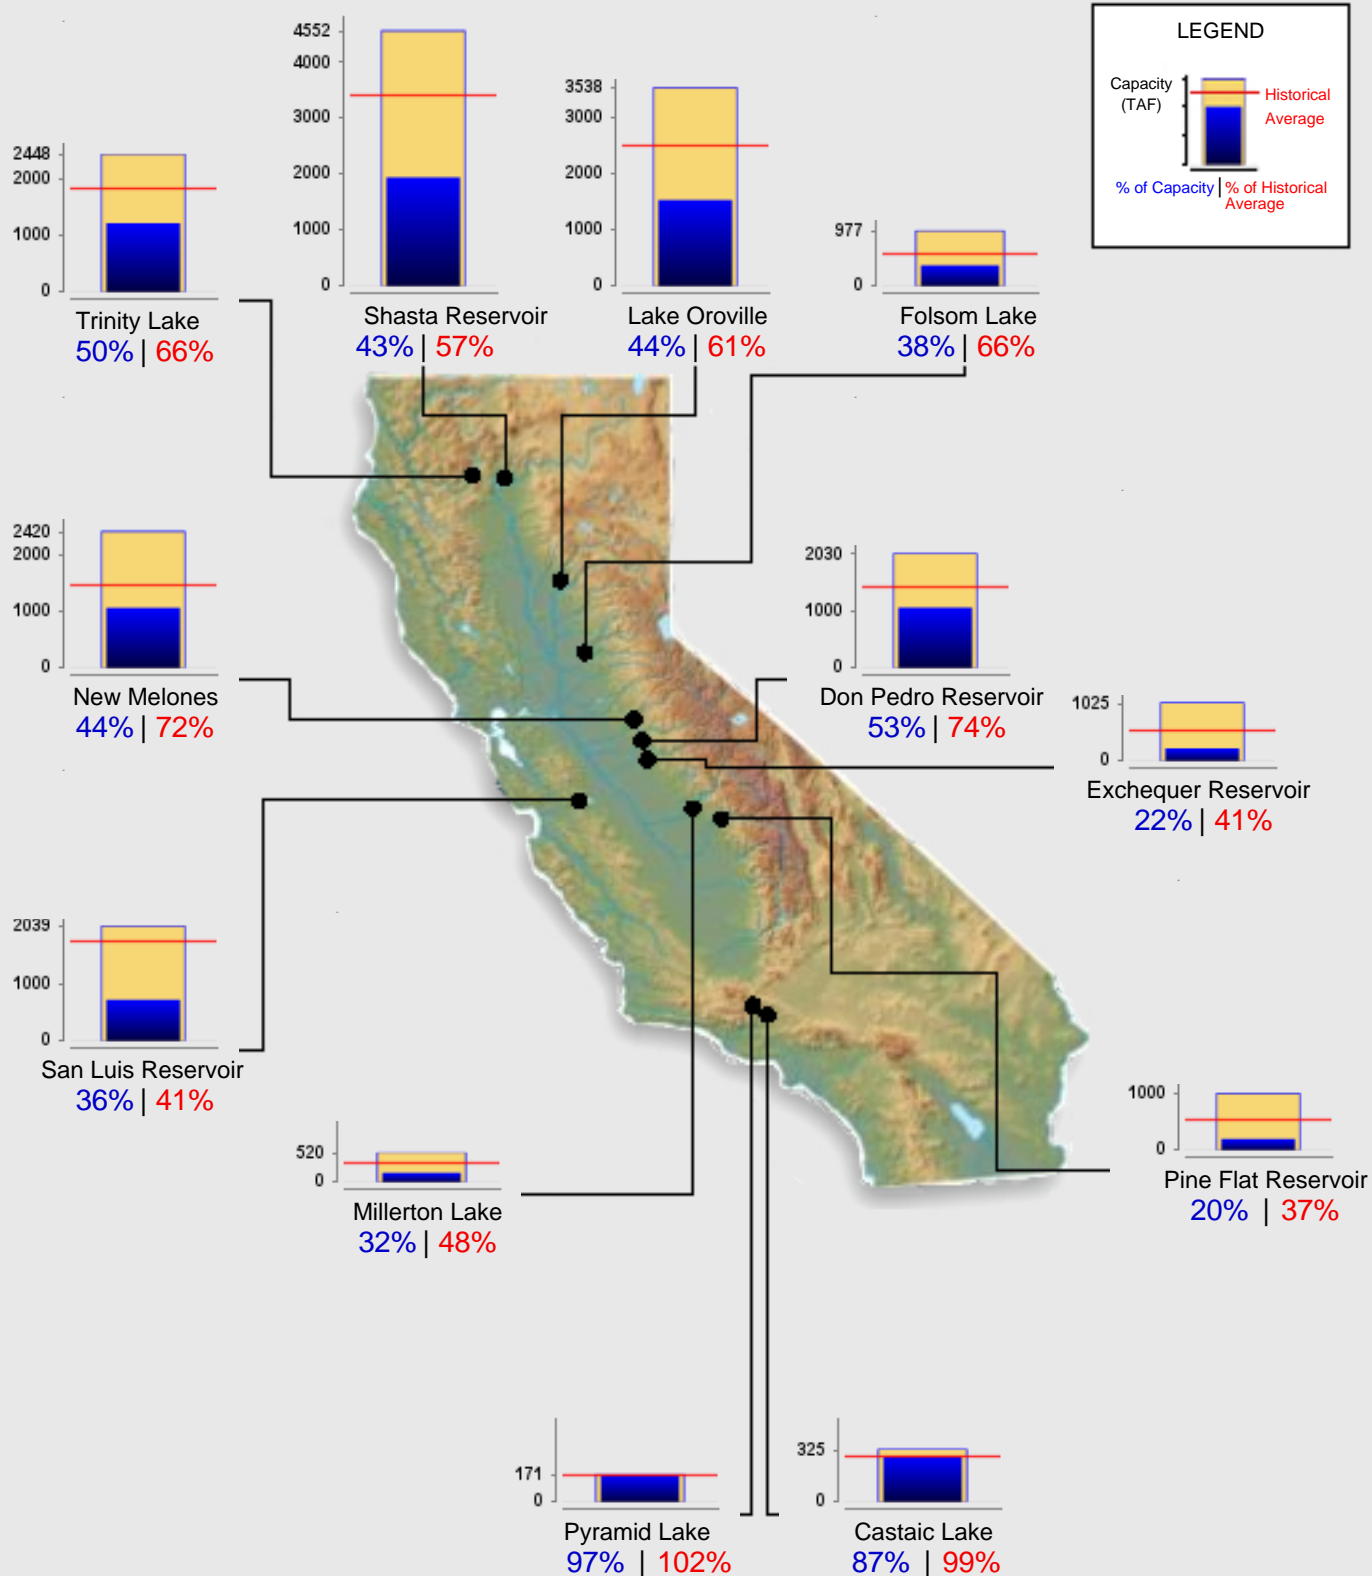 LEGEND
Capacity
(TAF)
Historical
Average
% of Capacity | % of Historical
Average
4552
4000
3000
2000
1000
0
Shasta Reservoir
43% | 57%
3538
3000
2000
1000
0
Lake Oroville
44% | 61%
2448
2000
1000
0
Trinity Lake
50% | 66%
977
0
Folsom Lake
38% | 66%
2420
2000
1000
0
New Melones
44% | 72%
2030
1000
0
Don Pedro Reservoir
53% | 74%
1025
0
Exchequer Reservoir
22% | 41%
2039
1000
0
San Luis Reservoir
36% | 41%
520
0
Millerton Lake
32% | 48%
1000
0
Pine Flat Reservoir
20% | 37%
171
0
Pyramid Lake
97% | 102%
325
0
Castaic Lake
87% | 99%